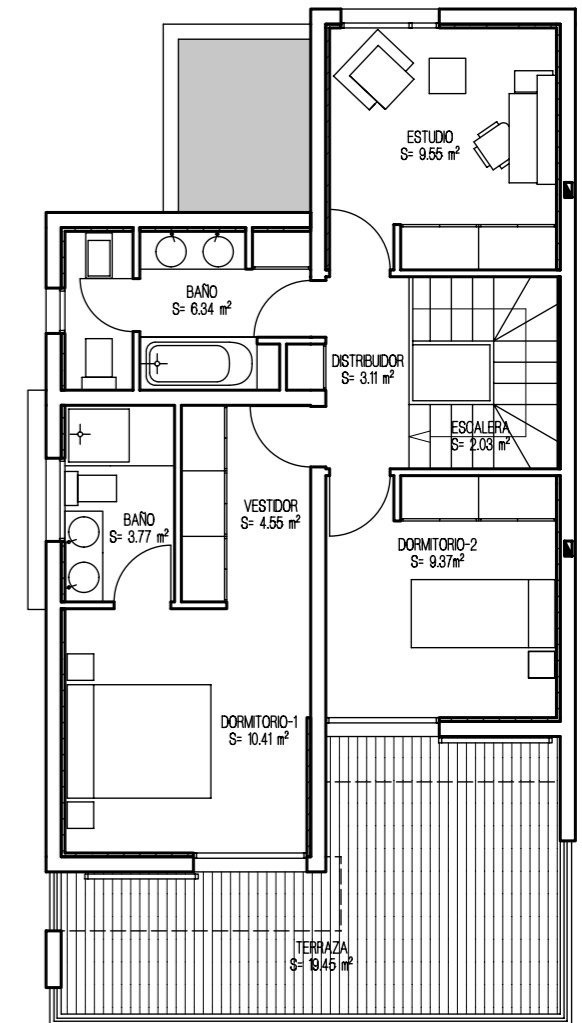 ESTUDIO
S= 9.55 m²
BAÑO
S= 6.34 m²
DISTRIBUIDOR
S= 3.11 m²
ESCALERA
S= 2.03 m²
VESTIDOR
S= 4.55 m²
BAÑO
S= 3.77 m²
DORMITORIO-2
S= 9.37m²
DORMITORIO-1
S= 10.41 m²
TERRAZA
S= 19.45 m²